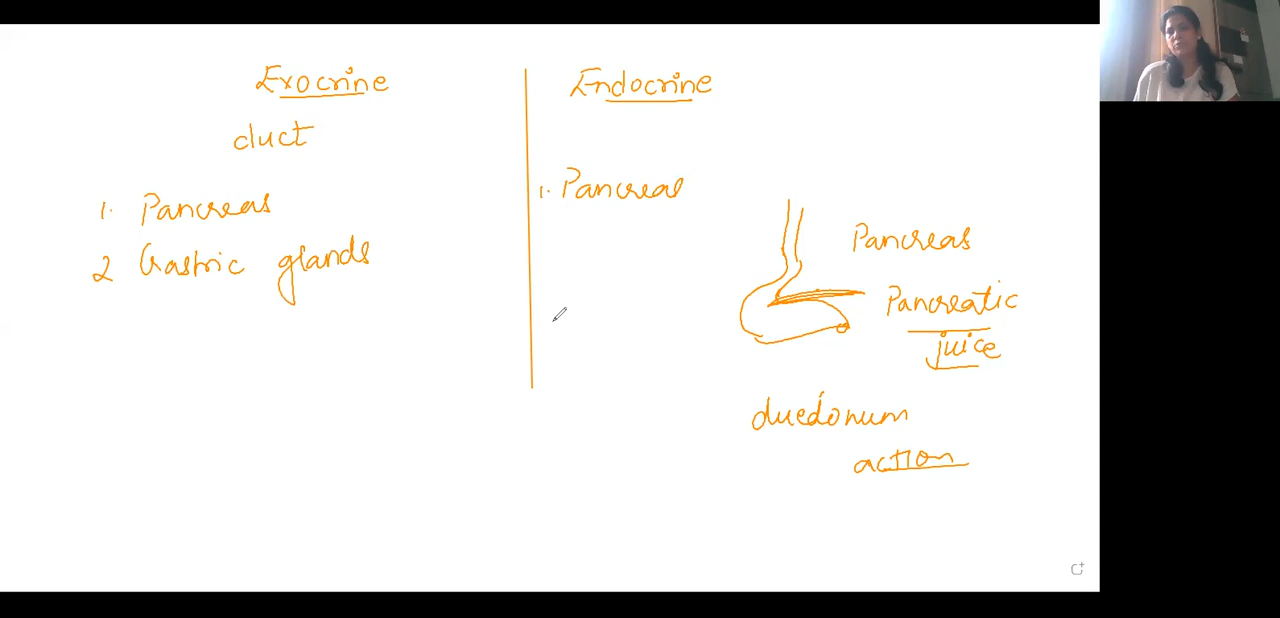 Exocrine
duct
1. Pancreas
2 Gastric glands
Endocrine
1. Pancreas
Pancreas
Pancreatic
juice
duedonum
action